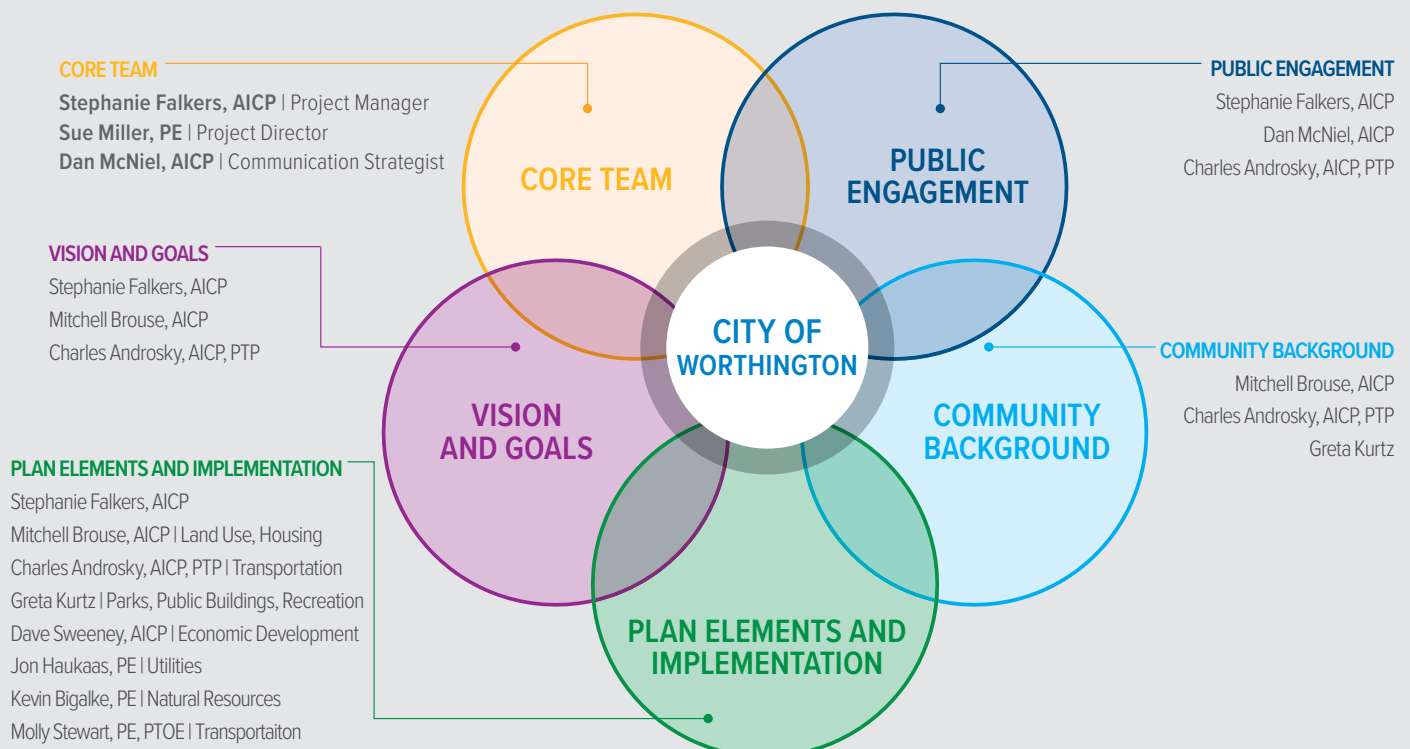 CORE TEAM
Stephanie Falkers, AICP | Project Manager
Sue Miller, PE | Project Director
Dan McNiel, AICP | Communication Strategist
VISION AND GOALS
Stephanie Falkers, AICP
Mitchell Brouse, AICP
Charles Androsky, AICP, PTP
PLAN ELEMENTS AND IMPLEMENTATION
Stephanie Falkers, AICP
Mitchell Brouse, AICP | Land Use, Housing
Charles Androsky, AICP, PTP | Transportation
Greta Kurtz | Parks, Public Buildings, Recreation
Dave Sweeney, AICP | Economic Development
Jon Haukaas, PE | Utilities
Kevin Bigalke, PE | Natural Resources
Molly Stewart, PE, PTOE | Transportaiton
CORE TEAM
PUBLIC
ENGAGEMENT
CITY OF
WORTHINGTON
VISION
AND GOALS
COMMUNITY
BACKGROUND
PLAN ELEMENTS AND
IMPLEMENTATION
PUBLIC ENGAGEMENT
Stephanie Falkers, AICP
Dan McNiel, AICP
Charles Androsky, AICP, PTP
COMMUNITY BACKGROUND
Mitchell Brouse, AICP
Charles Androsky, AICP, PTP
Greta Kurtz